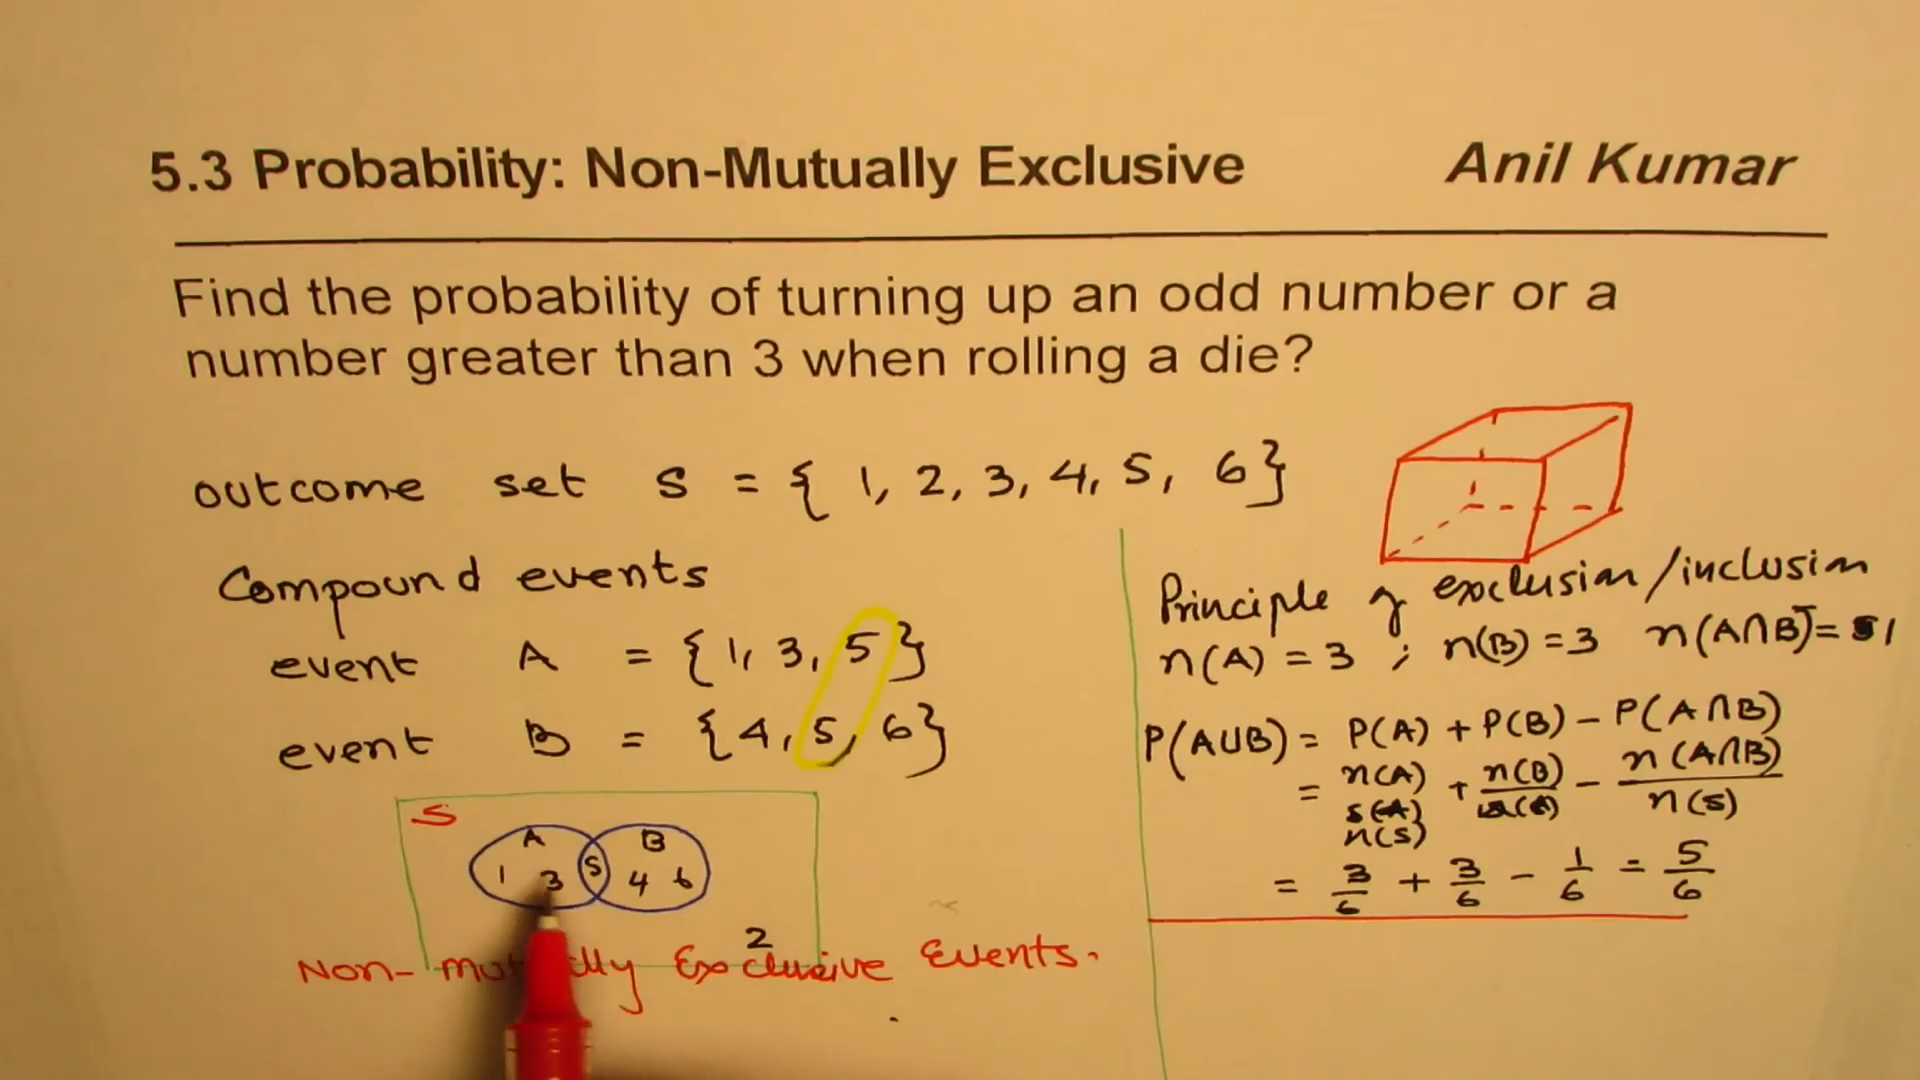 5.3 Probability: Non-Mutually Exclusive Anil Kumar
Find the probability of turning up an odd number or a
number greater than 3 when rolling a die?
outcome set S = { 1, 2, 3, 4, 5, 6}
Compound events
event A = {1, 3, 5}
event B = {4, 5, 6}
S
A B
1 3 5 4 6
2
Non-mutually Exclusive Events.
Principle of exclusion/inclusion
n(A) = 3 ; n(B) = 3 n(A∩B) = 1
P(A∪B) = P(A) + P(B) - P(A∩B)
= n(A)/n(S) + n(B) - n(A∩B)/n(S)
= 3/6 + 3/6 - 1/6 = 5/6